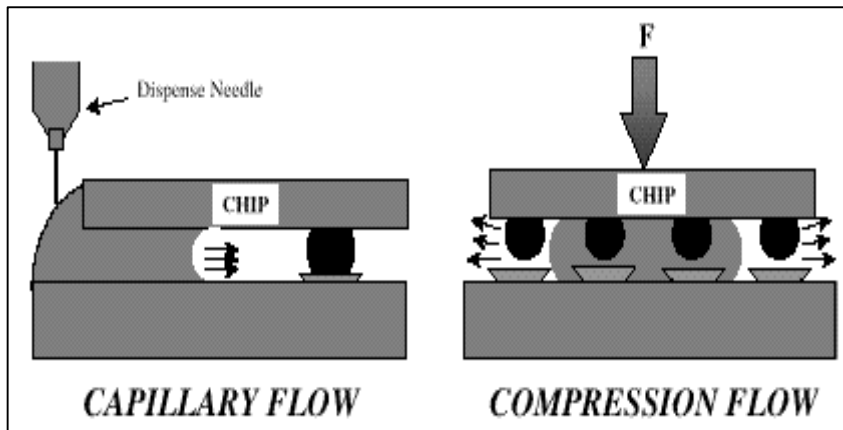 F
Dispense Needle
CHIP
CHIP
CAPILLARY FLOW
COMPRESSION FLOW